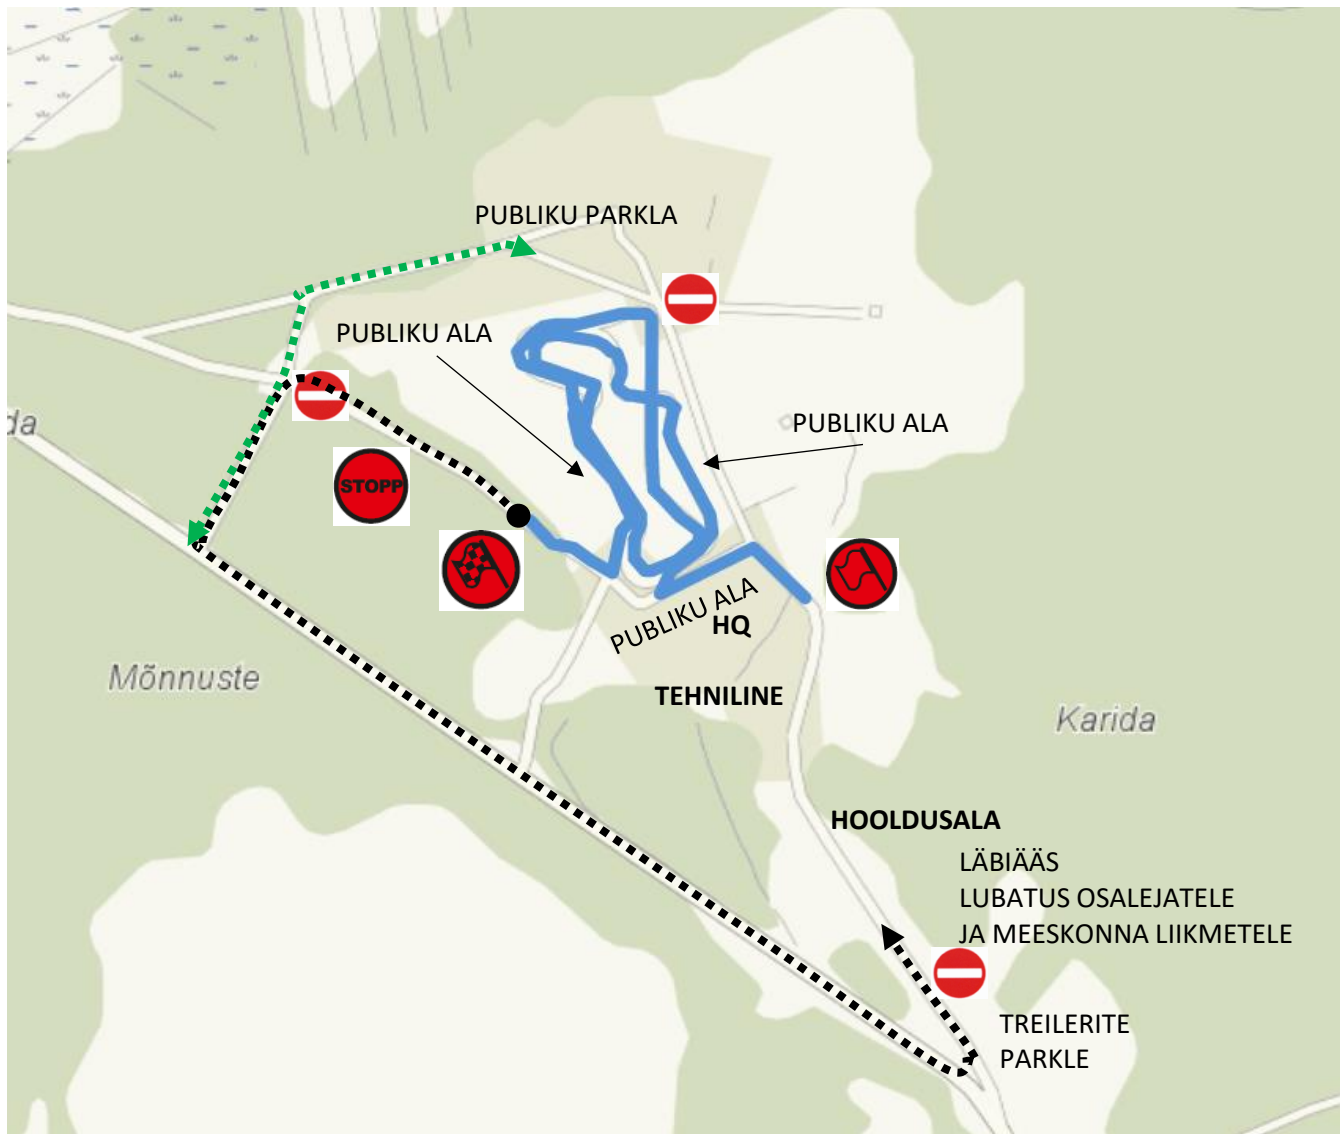 PUBLIKU PARKLA
PUBLIKU ALA
PUBLIKU ALA
da
STOPP
PUBLIKU ALA
HQ
Mõnnuste
TEHNILINE
Karida
HOOLDUSALA
LÄBIÄÄS
LUBATUS OSALEJATELE
JA MEESKONNA LIIKMETELE
TREILERITE
PARKLE